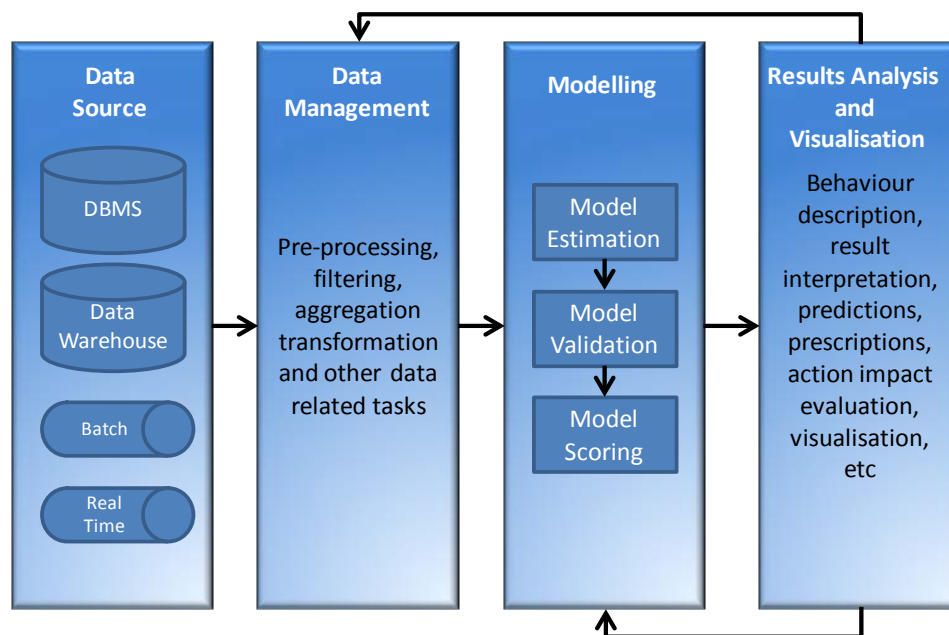 Data
Source
DBMS
Data
Warehouse
Batch
Real
Time
Data
Management
Pre-processing,
filtering,
aggregation
transformation
and other data
related tasks
Modelling
Model
Estimation
Model
Validation
Model
Scoring
Results Analysis
and
Visualisation
Behaviour
description,
result
interpretation,
predictions,
prescriptions,
action impact
evaluation,
visualisation,
etc